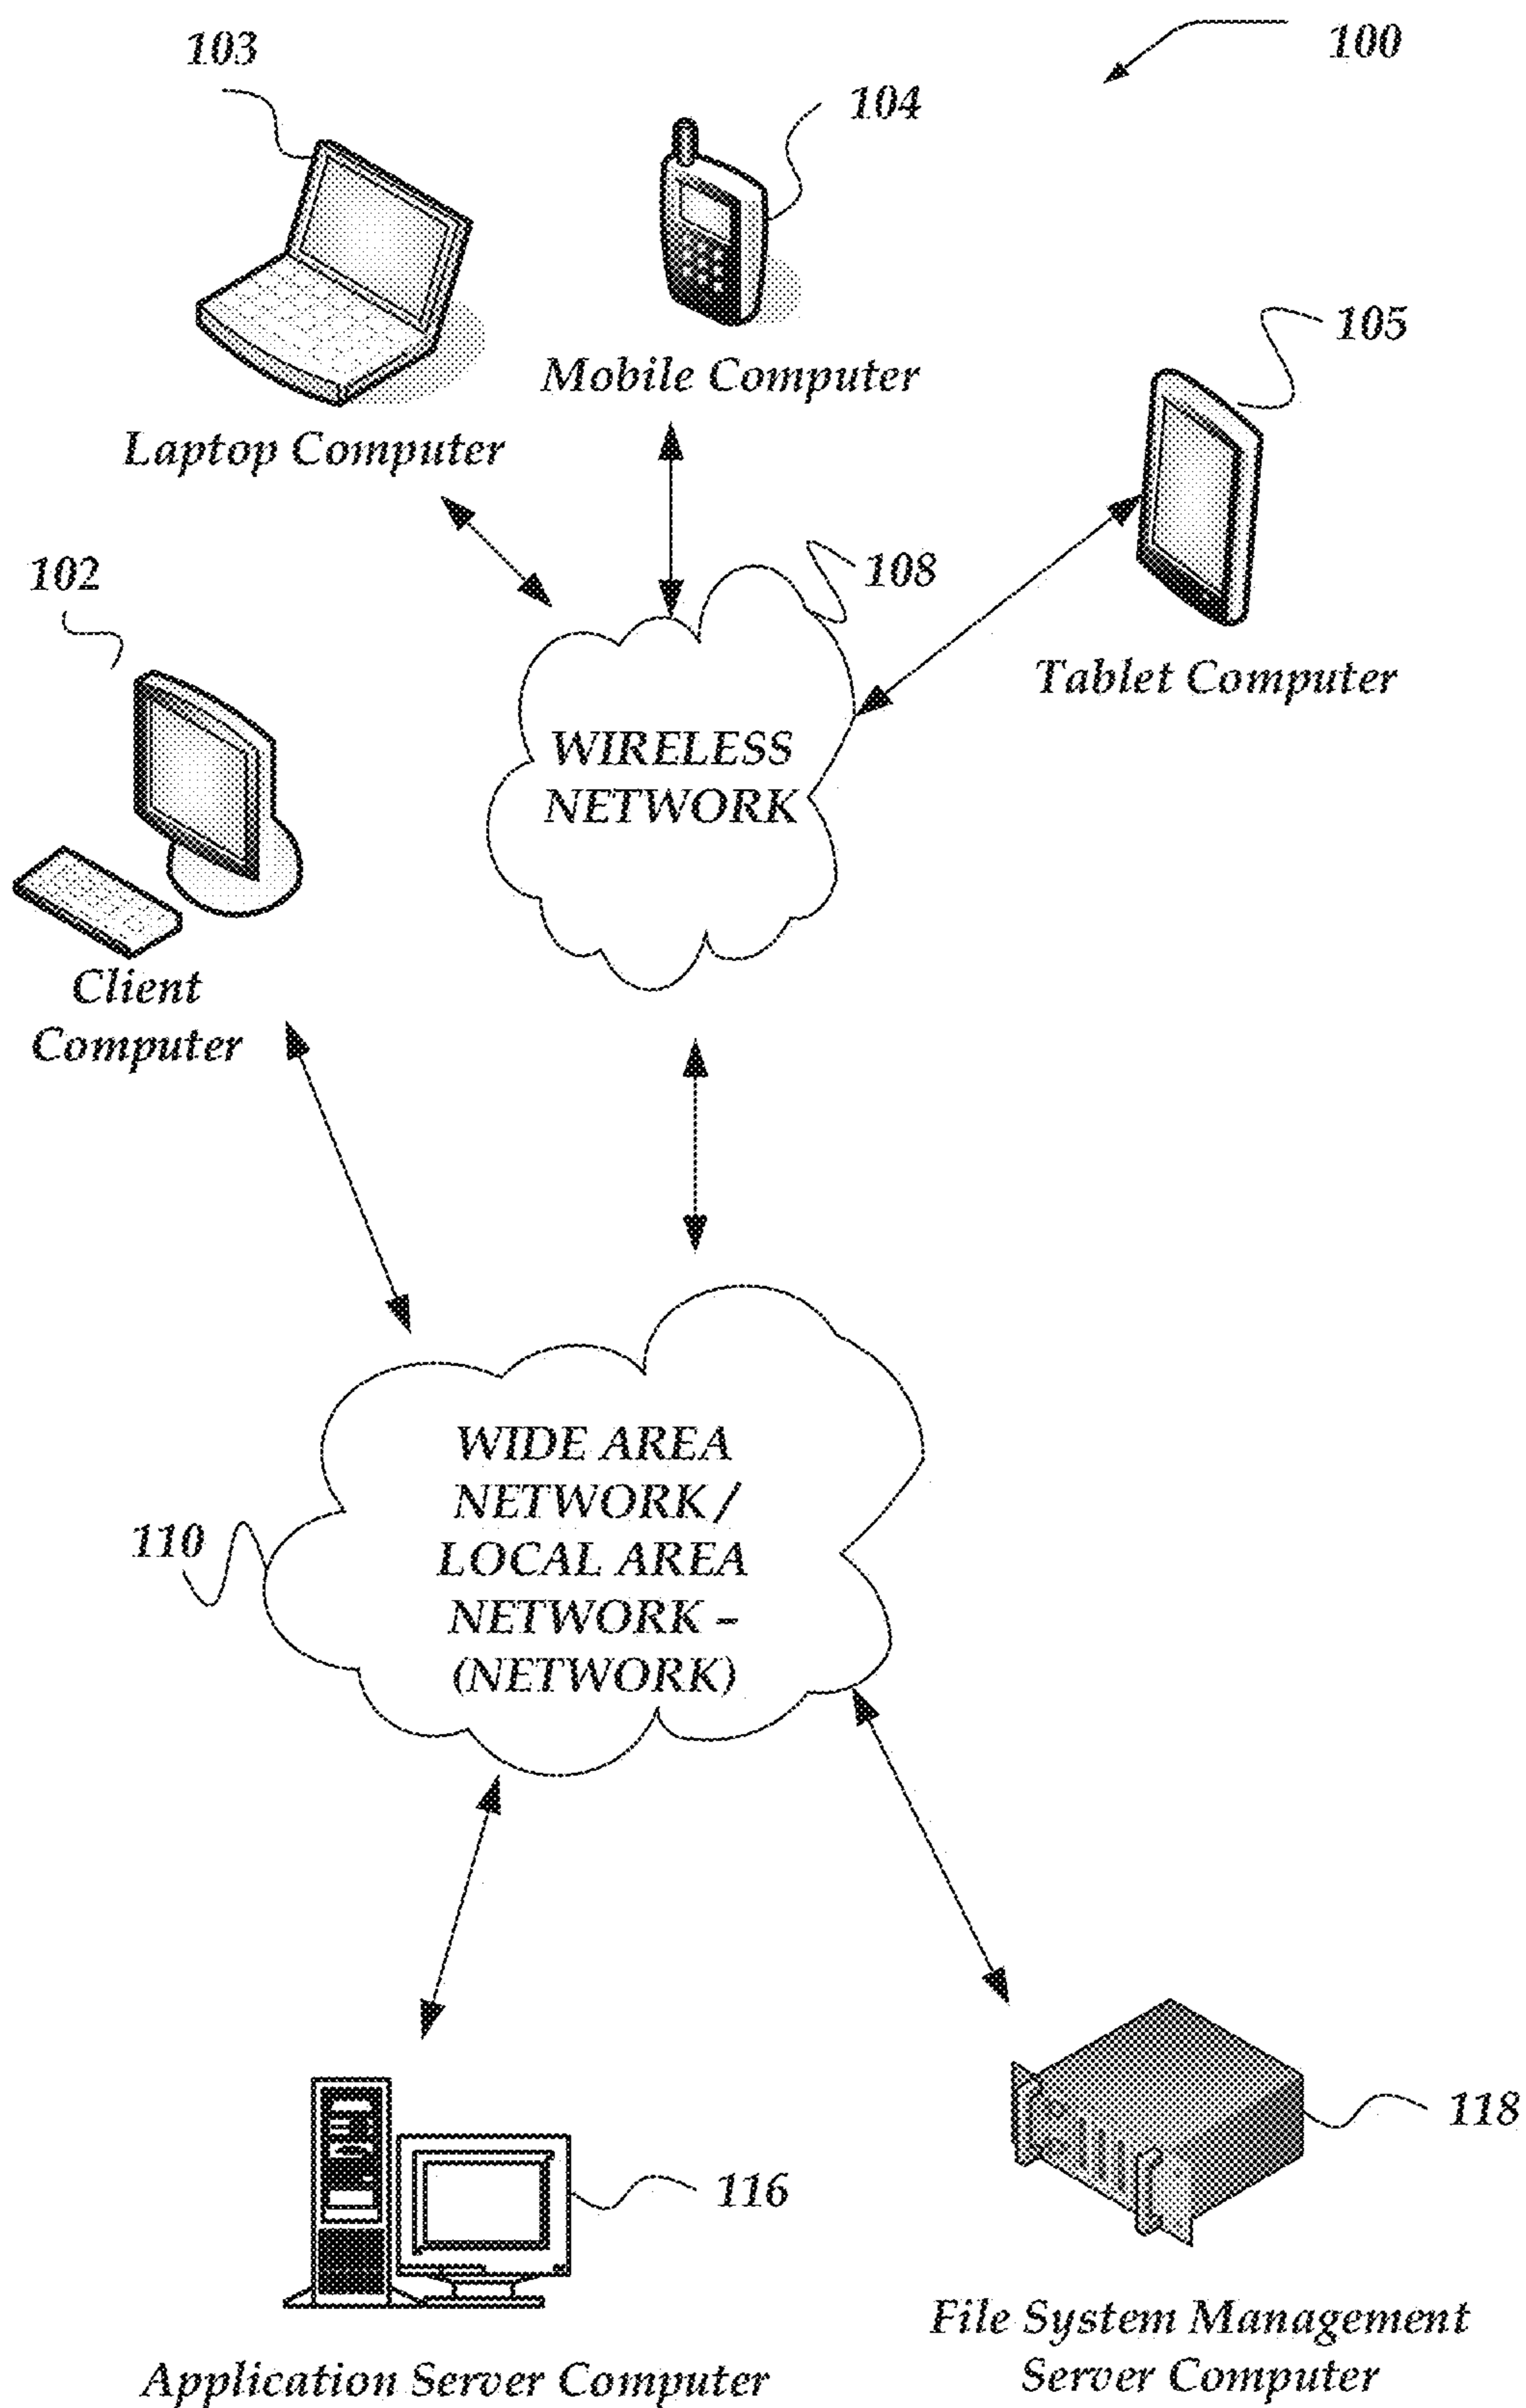 103
100
104
105
Mobile Computer
Laptop Computer
102
108
Tablet Computer
WIRELESS
NETWORK
Client
Computer
WIDE AREA
NETWORK /
LOCAL AREA
NETWORK –
(NETWORK)
110
118
116
File System Management
Server Computer
Application Server Computer